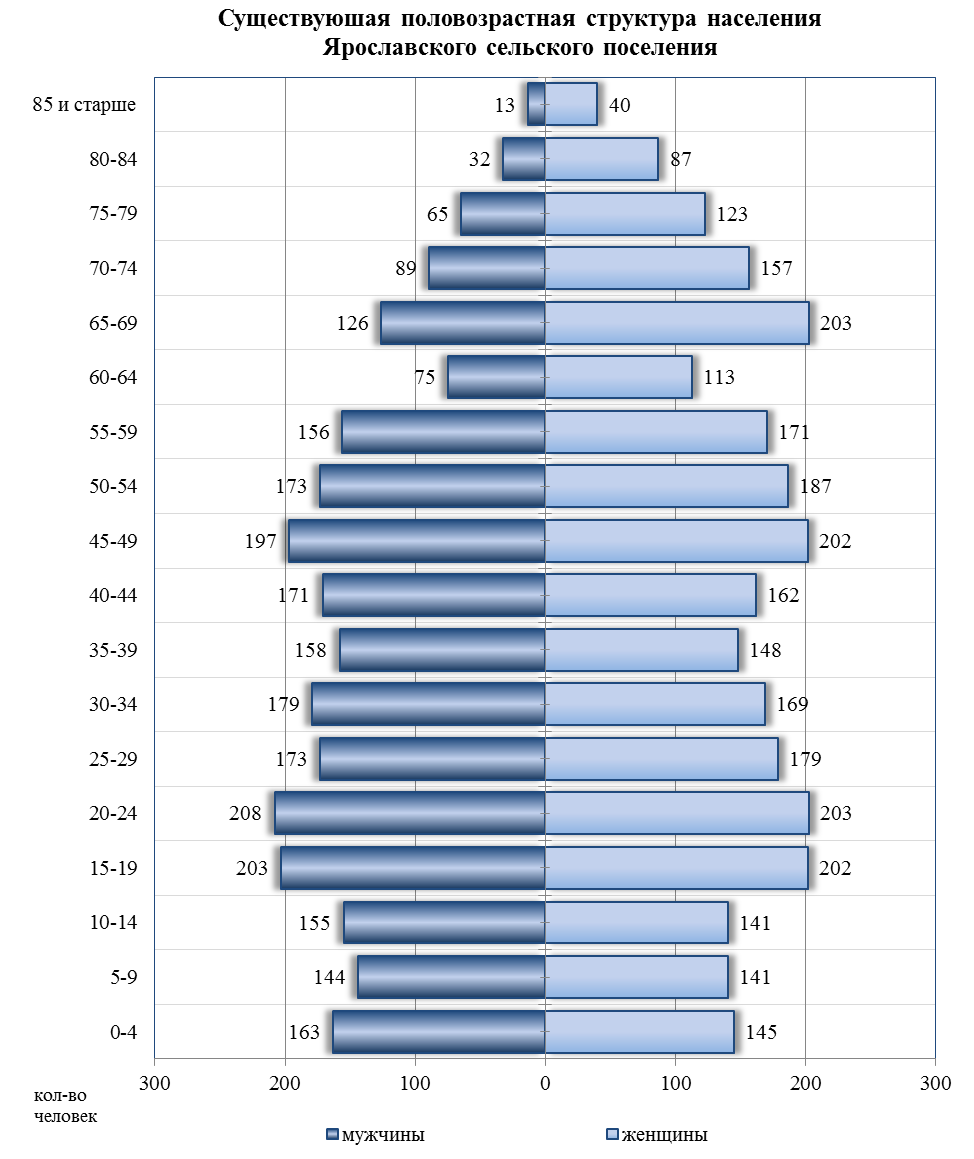 Существуюшая половозрастная структура населения
Ярославского сельского поселения
85 и старше 13 40
80-84 32 87
75-79 65 123
70-74 89 157
65-69 126 203
60-64 75 113
55-59 156 171
50-54 173 187
45-49 197 202
40-44 171 162
35-39 158 148
30-34 179 169
25-29 173 179
20-24 208 203
15-19 203 202
10-14 155 141
5-9 144 141
0-4 163 145
300 200 100 0 100 200 300
кол-во
человек
мужчины женщины